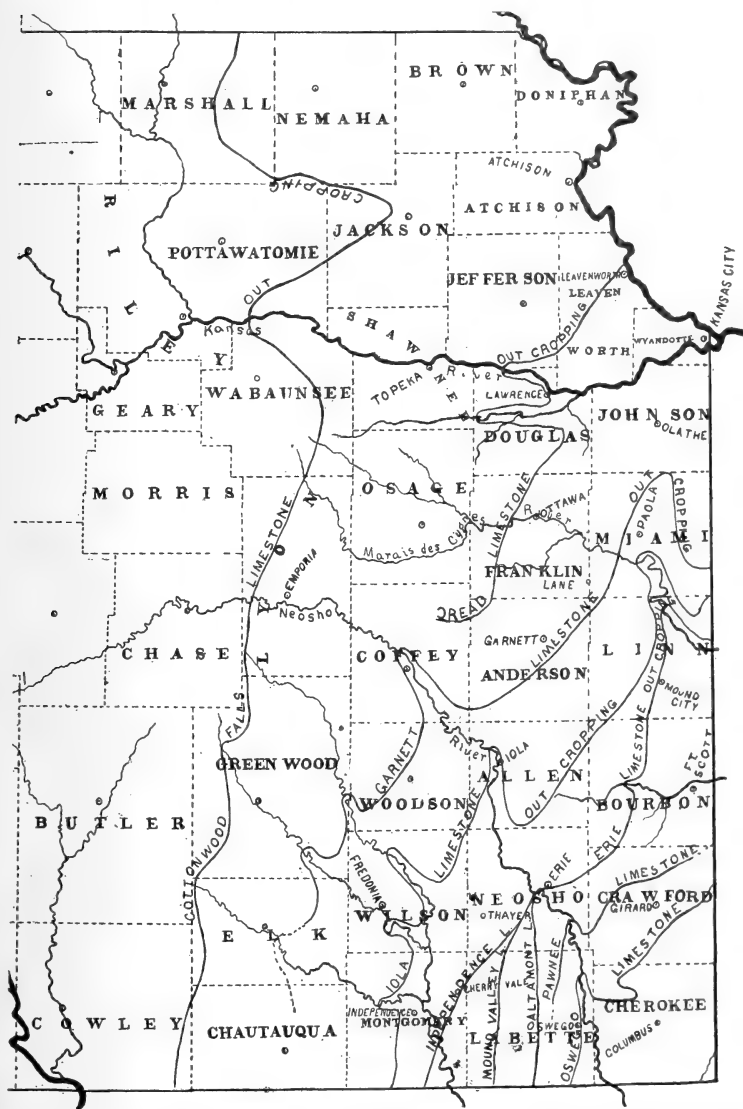 BROWN
MARSHALL
NEMAHA
DONIPHAN
ATCHISON
ATCHISON
CROPPING
RILEY
JACKSON
POTTAWATOMIE
JEFFERSON
LEAVENWORTH
LEAVEN
WORTH
OUT
KANSAS CITY
Kansas
River
SHAWNEE
OUT CROPPING
WYANDOTTE
TOPEKA
LAWRENCE
WABAUNSEE
GEARY
JOHNSON
OLATHE
DOUGLAS
MORRIS
OSAGE
LYON
LIMESTONE
EMPORIA
Marais des Cygnes
River
OTTAWA
LIMESTONE
OREAD
OUT
CROPPING
PAOLA
MIAMI
FRANKLIN
LANE
Neosho
River
CHASE
COFFEY
GARNETT
LIMESTONE
ANDERSON
LINN
MOUND
CITY
LIMESTONE OUT CROPPING
FALLS
GREENWOOD
GARNETT
IOLA
ALLEN
OUT CROPPING
FT
SCOTT
WOODSON
BOURBON
BUTLER
COTTONWOOD
LIMESTONE
ERIE
ERIE
LIMESTONE
FREDONIA
WILSON
NEOSHO
THAYER
CRAWFORD
GIRARD
LIMESTONE
ELK
IOLA
INDEPENDENCE L.
MOUND VALLEY L
ALTAMONT L
PAWNEE
CHERRY VALE
OSWEGO
OSWEGO
INDEPENDENCE
MONTGOMERY
LABETTE
CHEROKEE
COLUMBUS
COWLEY
CHAUTAUQUA